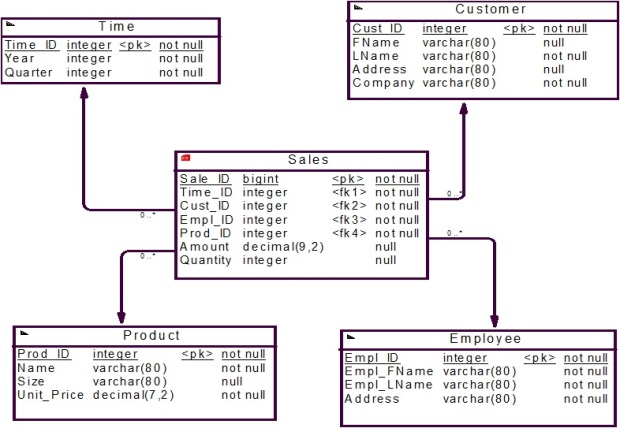 Time
Time_ID integer <pk> not null
Year integer not null
Quarter integer not null
Customer
Cust_ID integer <pk> not null
FName varchar(80) null
LName varchar(80) not null
Address varchar(80) null
Company varchar(80) not null
Sales
Sale_ID bigint <pk> not null
Time_ID integer <fk1> not null
Cust_ID integer <fk2> not null
Empl_ID integer <fk3> not null
Prod_ID integer <fk4> not null
Amount decimal(9,2) null
Quantity integer null
0..*
0..*
0..*
0..*
Product
Prod_ID integer <pk> not null
Name varchar(80) not null
Size varchar(80) null
Unit_Price decimal(7,2) not null
Employee
Empl_ID integer <pk> not null
Empl_FName varchar(80) not null
Empl_LName varchar(80) not null
Address varchar(80) not null